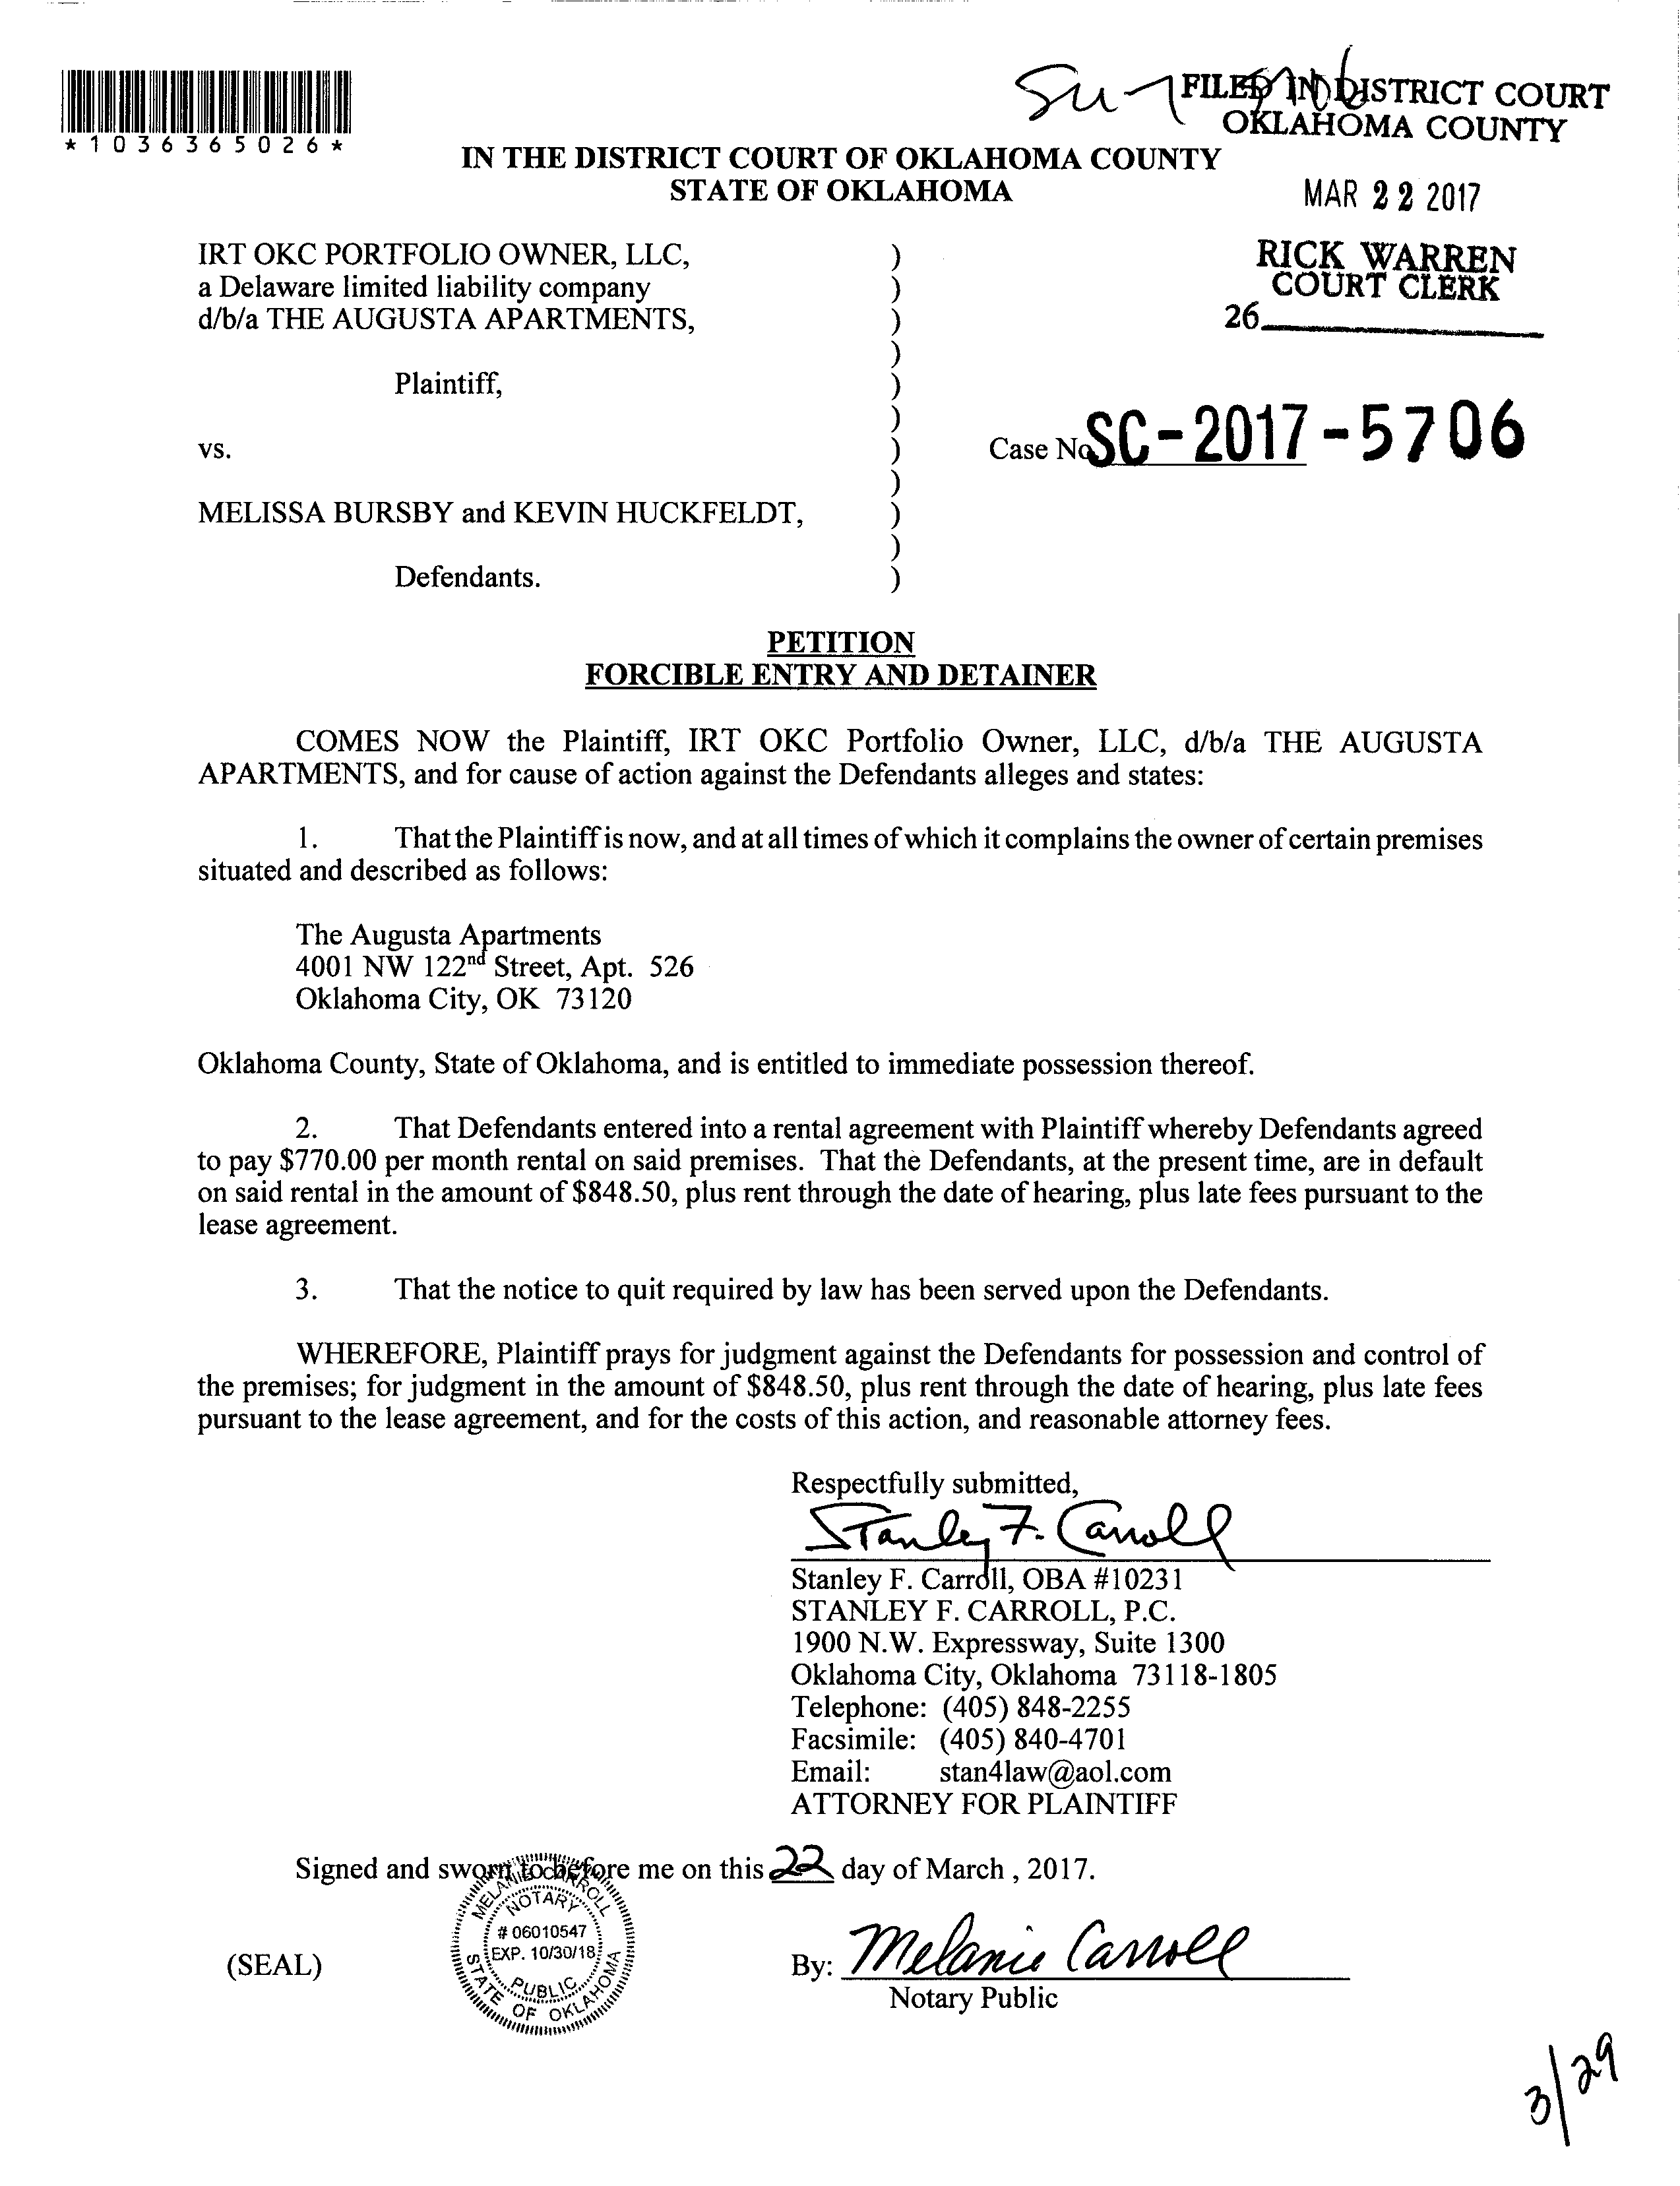 *1036365026*
FILED IN DISTRICT COURT
OKLAHOMA COUNTY
IN THE DISTRICT COURT OF OKLAHOMA COUNTY
STATE OF OKLAHOMA
MAR 22 2017
RICK WARREN
COURT CLERK
26
IRT OKC PORTFOLIO OWNER, LLC, )
a Delaware limited liability company )
d/b/a THE AUGUSTA APARTMENTS, )
)
Plaintiff, )
)
vs. ) Case No SC-2017-5706
)
MELISSA BURSBY and KEVIN HUCKFELDT, )
)
Defendants. )
PETITION
FORCIBLE ENTRY AND DETAINER
COMES NOW the Plaintiff, IRT OKC Portfolio Owner, LLC, d/b/a THE AUGUSTA
APARTMENTS, and for cause of action against the Defendants alleges and states:
1. That the Plaintiff is now, and at all times of which it complains the owner of certain premises
situated and described as follows:
The Augusta Apartments
4001 NW 122nd Street, Apt. 526
Oklahoma City, OK 73120
Oklahoma County, State of Oklahoma, and is entitled to immediate possession thereof.
2. That Defendants entered into a rental agreement with Plaintiff whereby Defendants agreed
to pay $770.00 per month rental on said premises. That the Defendants, at the present time, are in default
on said rental in the amount of $848.50, plus rent through the date of hearing, plus late fees pursuant to the
lease agreement.
3. That the notice to quit required by law has been served upon the Defendants.
WHEREFORE, Plaintiff prays for judgment against the Defendants for possession and control of
the premises; for judgment in the amount of $848.50, plus rent through the date of hearing, plus late fees
pursuant to the lease agreement, and for the costs of this action, and reasonable attorney fees.
Respectfully submitted,
Stanley F. Carroll
Stanley F. Carroll, OBA #10231
STANLEY F. CARROLL, P.C.
1900 N.W. Expressway, Suite 1300
Oklahoma City, Oklahoma 73118-1805
Telephone: (405) 848-2255
Facsimile: (405) 840-4701
Email: stan4law@aol.com
ATTORNEY FOR PLAINTIFF
Signed and sworn to before me on this 22 day of March , 2017.
MELANIE CARROLL
NOTARY
# 06010547
EXP. 10/30/18
PUBLIC
STATE OF OKLAHOMA
(SEAL)
By: Melanie Carroll
Notary Public
3/29